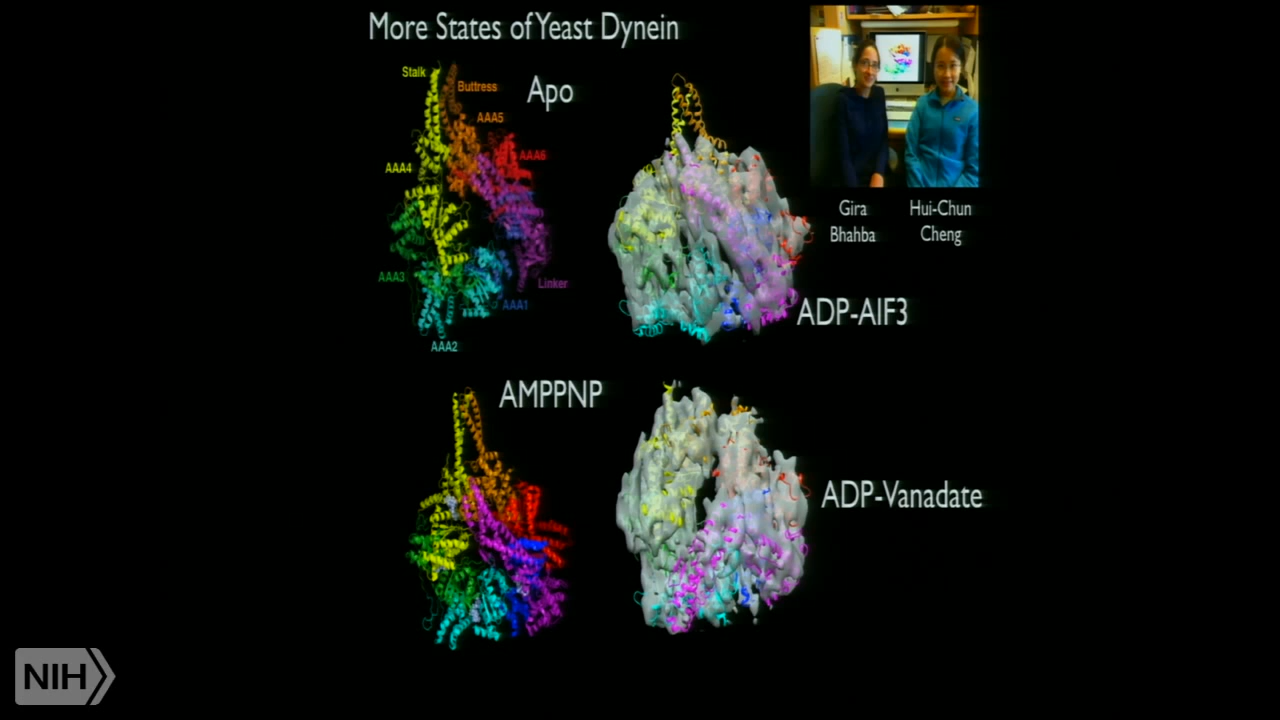 More States of Yeast Dynein
Stalk
Buttress
Apo
AAA5
AAA6
AAA4
AAA3
Linker
AAA1
AAA2
ADP-AlF3
Gira
Bhahba
Hui-Chun
Cheng
AMPPNP
ADP-Vanadate
NIH